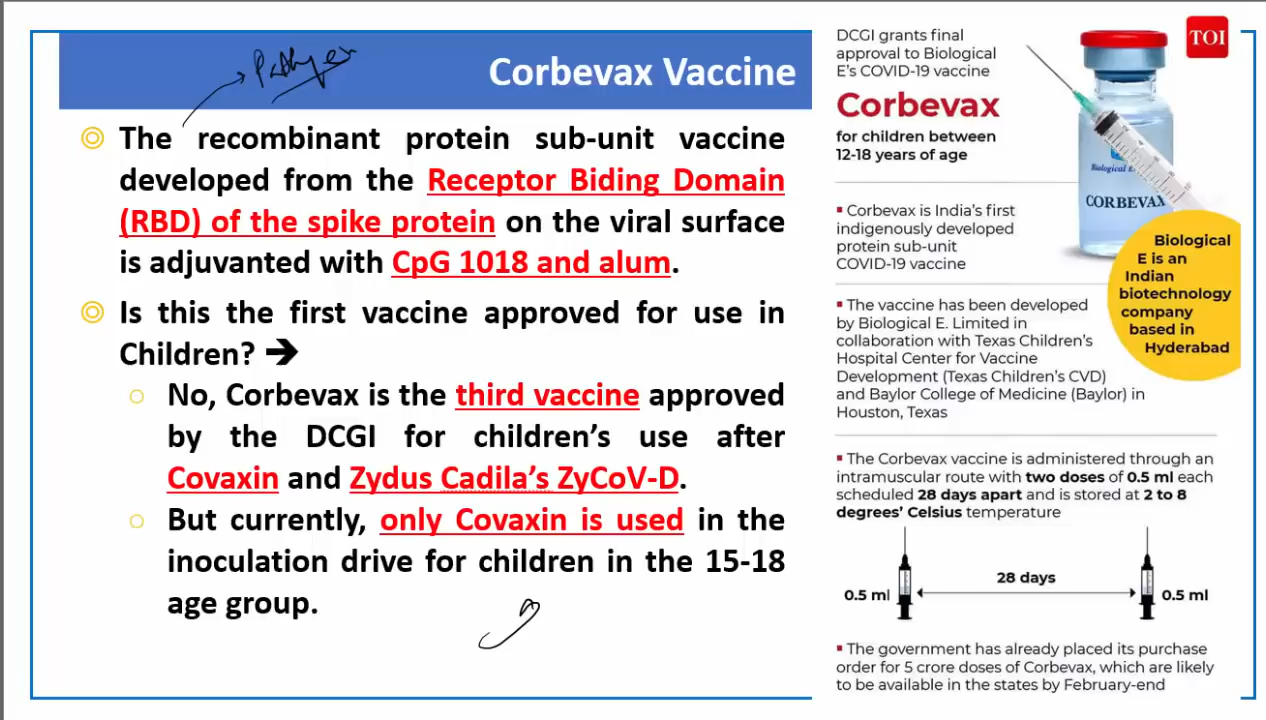 Corbevax Vaccine
The recombinant protein sub-unit vaccine
developed from the Receptor Biding Domain
(RBD) of the spike protein on the viral surface
is adjuvanted with CpG 1018 and alum.
Is this the first vaccine approved for use in
Children? ➔
No, Corbevax is the third vaccine approved
by the DCGI for children's use after
Covaxin and Zydus Cadila's ZyCoV-D.
But currently, only Covaxin is used in the
inoculation drive for children in the 15-18
age group.
TOI
DCGI grants final
approval to Biological
E's COVID-19 vaccine
Corbevax
for children between
12-18 years of age
Biological E.
CORBEVAX
Corbevax is India's first
indigenously developed
protein sub-unit
COVID-19 vaccine
Biological
E is an
Indian
biotechnology
company
based in
Hyderabad
The vaccine has been developed
by Biological E. Limited in
collaboration with Texas Children's
Hospital Center for Vaccine
Development (Texas Children's CVD)
and Baylor College of Medicine (Baylor) in
Houston, Texas
The Corbevax vaccine is administered through an
intramuscular route with two doses of 0.5 ml each
scheduled 28 days apart and is stored at 2 to 8
degrees' Celsius temperature
28 days
0.5 ml
0.5 ml
The government has already placed its purchase
order for 5 crore doses of Corbevax, which are likely
to be available in the states by February-end